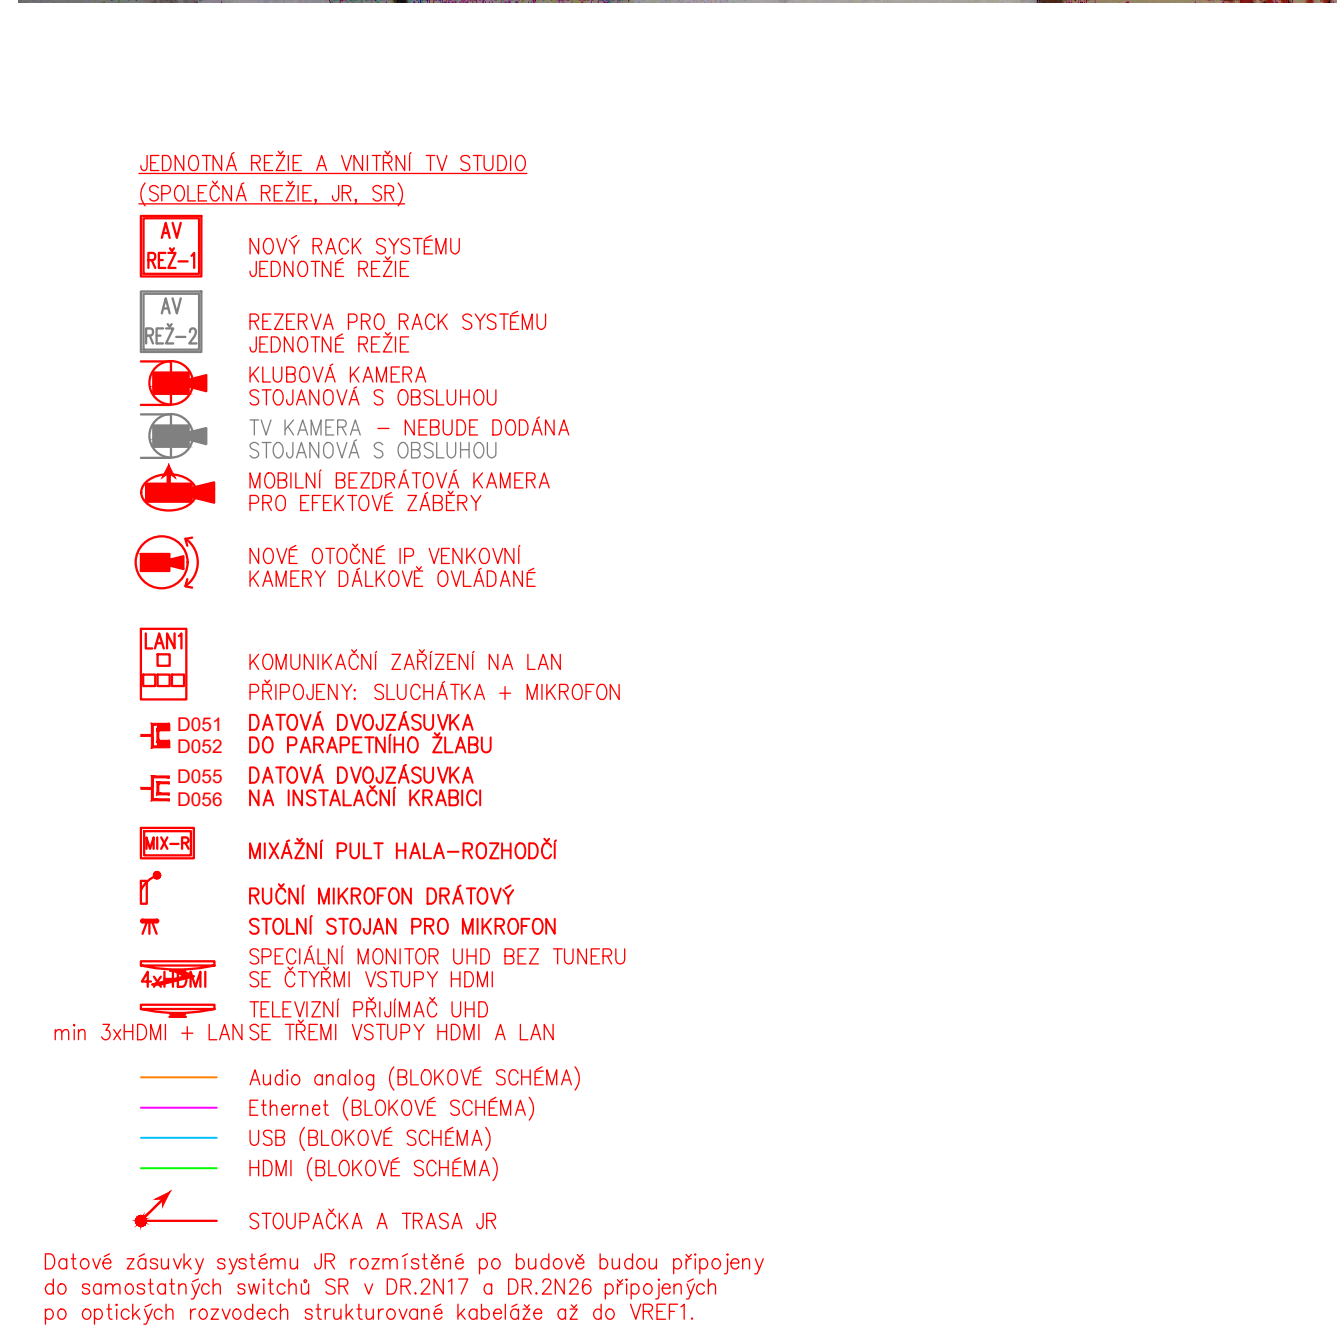 JEDNOTNÁ REŽIE A VNITŘNÍ TV STUDIO
(SPOLEČNÁ REŽIE, JR, SR)
AV
REŽ-1
NOVÝ RACK SYSTÉMU
JEDNOTNÉ REŽIE
AV
REŽ-2
REZERVA PRO RACK SYSTÉMU
JEDNOTNÉ REŽIE
KLUBOVÁ KAMERA
STOJANOVÁ S OBSLUHOU
TV KAMERA - NEBUDE DODÁNA
STOJANOVÁ S OBSLUHOU
MOBILNÍ BEZDRÁTOVÁ KAMERA
PRO EFEKTOVÉ ZÁBĚRY
NOVÉ OTOČNÉ IP VENKOVNÍ
KAMERY DÁLKOVĚ OVLÁDANÉ
LAN1
KOMUNIKAČNÍ ZAŘÍZENÍ NA LAN
PŘIPOJENY: SLUCHÁTKA + MIKROFON
D051 DATOVÁ DVOJZÁSUVKA
D052 DO PARAPETNÍHO ŽLABU
D055 DATOVÁ DVOJZÁSUVKA
D056 NA INSTALAČNÍ KRABICI
MIX-R MIXÁŽNÍ PULT HALA-ROZHODČÍ
RUČNÍ MIKROFON DRÁTOVÝ
STOLNÍ STOJAN PRO MIKROFON
SPECIÁLNÍ MONITOR UHD BEZ TUNERU
4xHDMI SE ČTYŘMI VSTUPY HDMI
TELEVIZNÍ PŘIJÍMAČ UHD
min 3xHDMI + LAN SE TŘEMI VSTUPY HDMI A LAN
Audio analog (BLOKOVÉ SCHÉMA)
Ethernet (BLOKOVÉ SCHÉMA)
USB (BLOKOVÉ SCHÉMA)
HDMI (BLOKOVÉ SCHÉMA)
STOUPAČKA A TRASA JR
Datové zásuvky systému JR rozmístěné po budově budou připojeny
do samostatných switchů SR v DR.2N17 a DR.2N26 připojených
po optických rozvodech strukturované kabeláže až do VREF1.